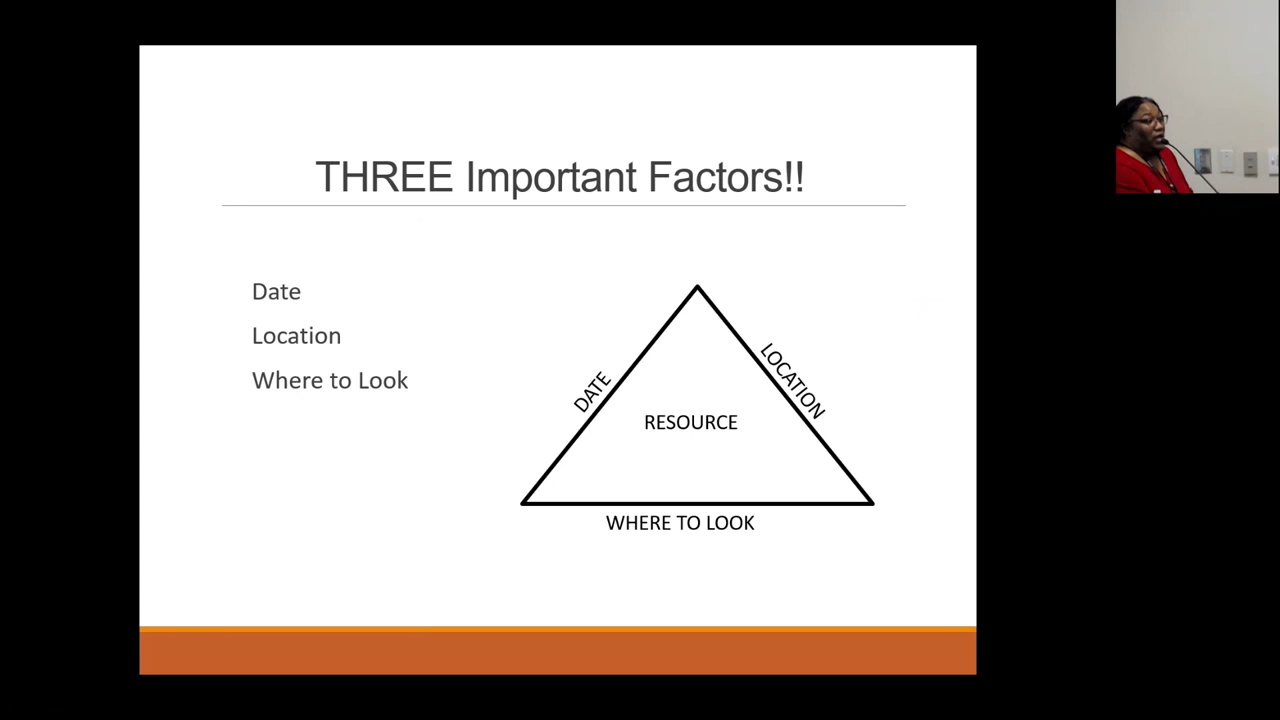 THREE Important Factors!!
Date
Location
Where to Look
DATE
LOCATION
RESOURCE
WHERE TO LOOK